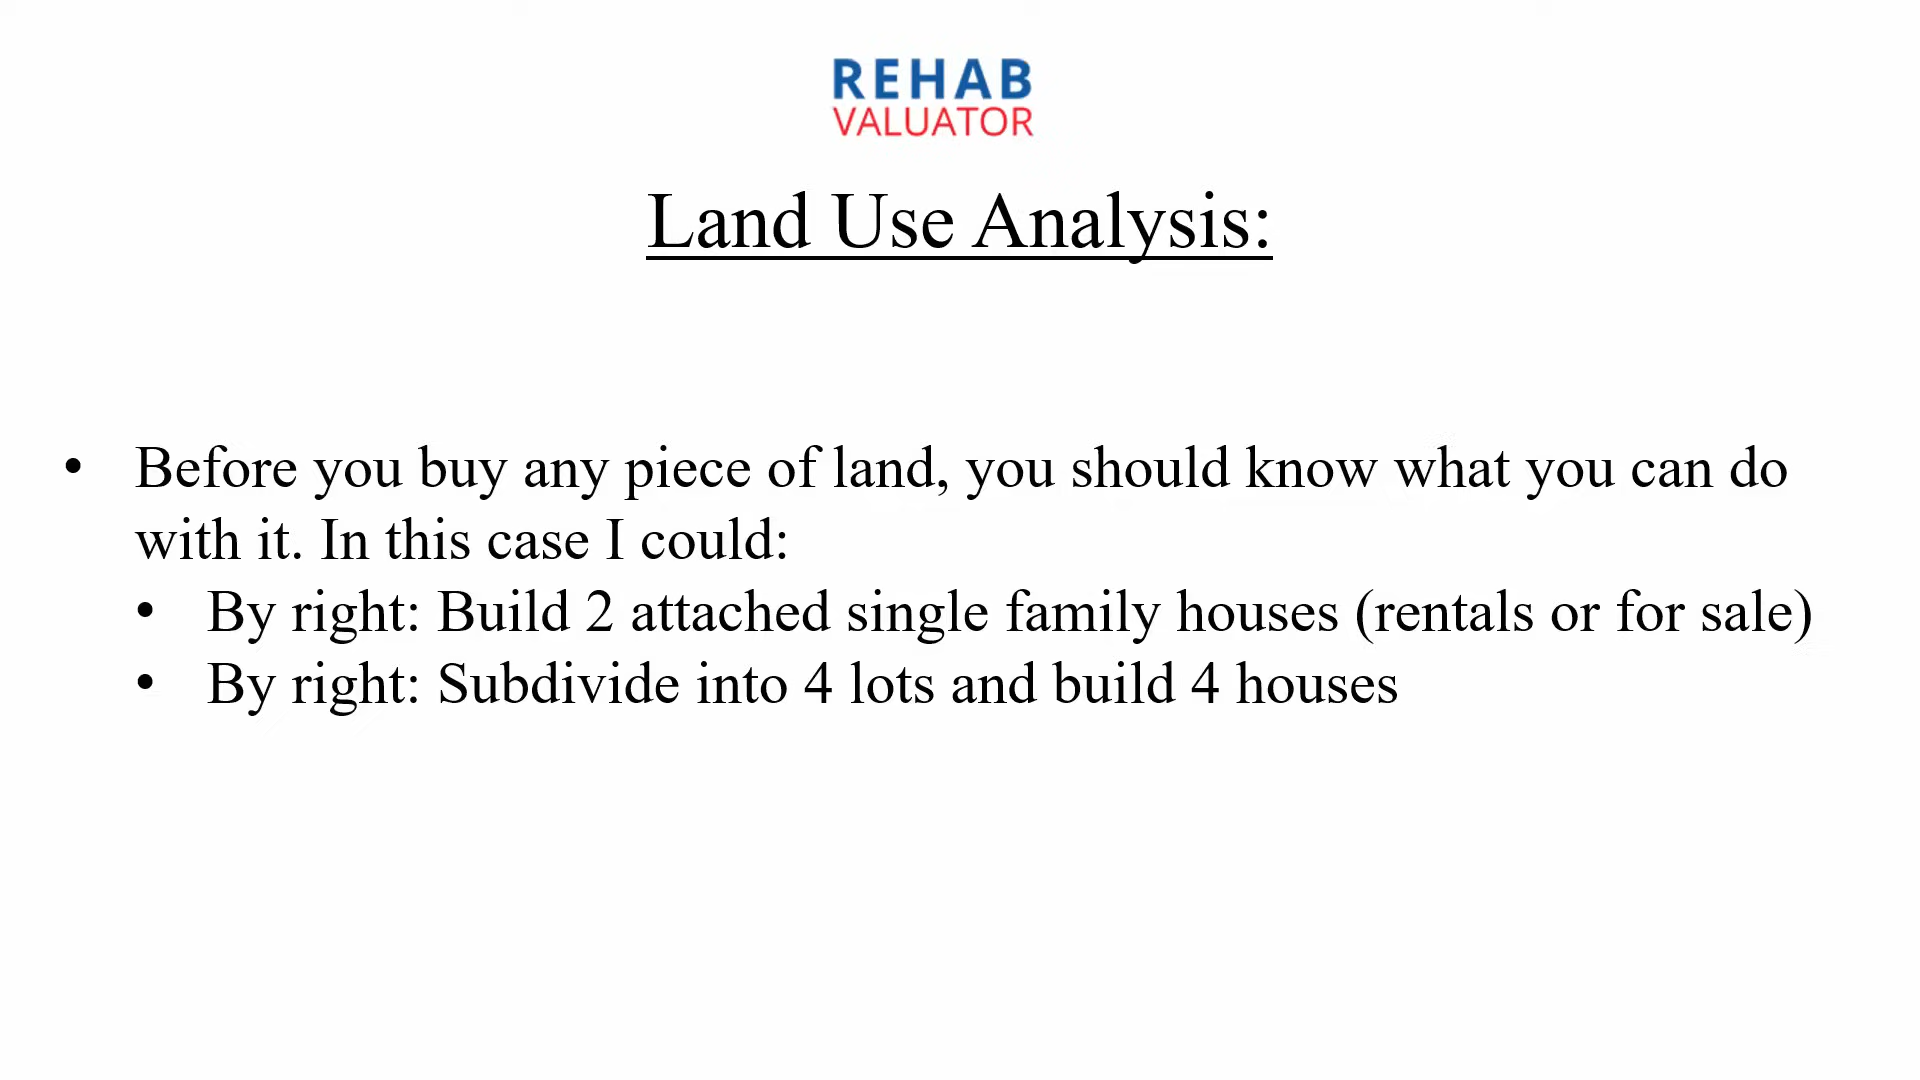 REHAB
VALUATOR
Land Use Analysis:
• Before you buy any piece of land, you should know what you can do
with it. In this case I could:
• By right: Build 2 attached single family houses (rentals or for sale)
• By right: Subdivide into 4 lots and build 4 houses